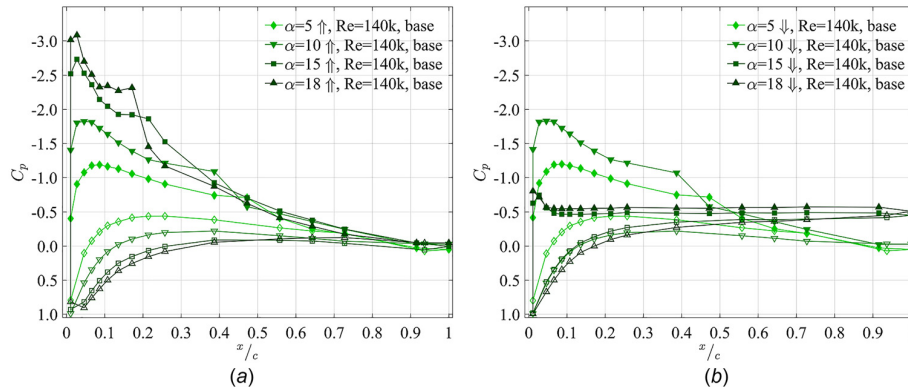 α=5 ⇑, Re=140k, base
α=10 ⇑, Re=140k, base
α=15 ⇑, Re=140k, base
α=18 ⇑, Re=140k, base
-3.0
-2.5
-2.0
-1.5
-1.0
-0.5
0.0
0.5
1.0
C_p
0 0.1 0.2 0.3 0.4 0.5 0.6 0.7 0.8 0.9 1
x/c
(a)
α=5 ⇓, Re=140k, base
α=10 ⇓, Re=140k, base
α=15 ⇓, Re=140k, base
α=18 ⇓, Re=140k, base
-3.0
-2.5
-2.0
-1.5
-1.0
-0.5
0.0
0.5
1.0
C_p
0 0.1 0.2 0.3 0.4 0.5 0.6 0.7 0.8 0.9
x/c
(b)